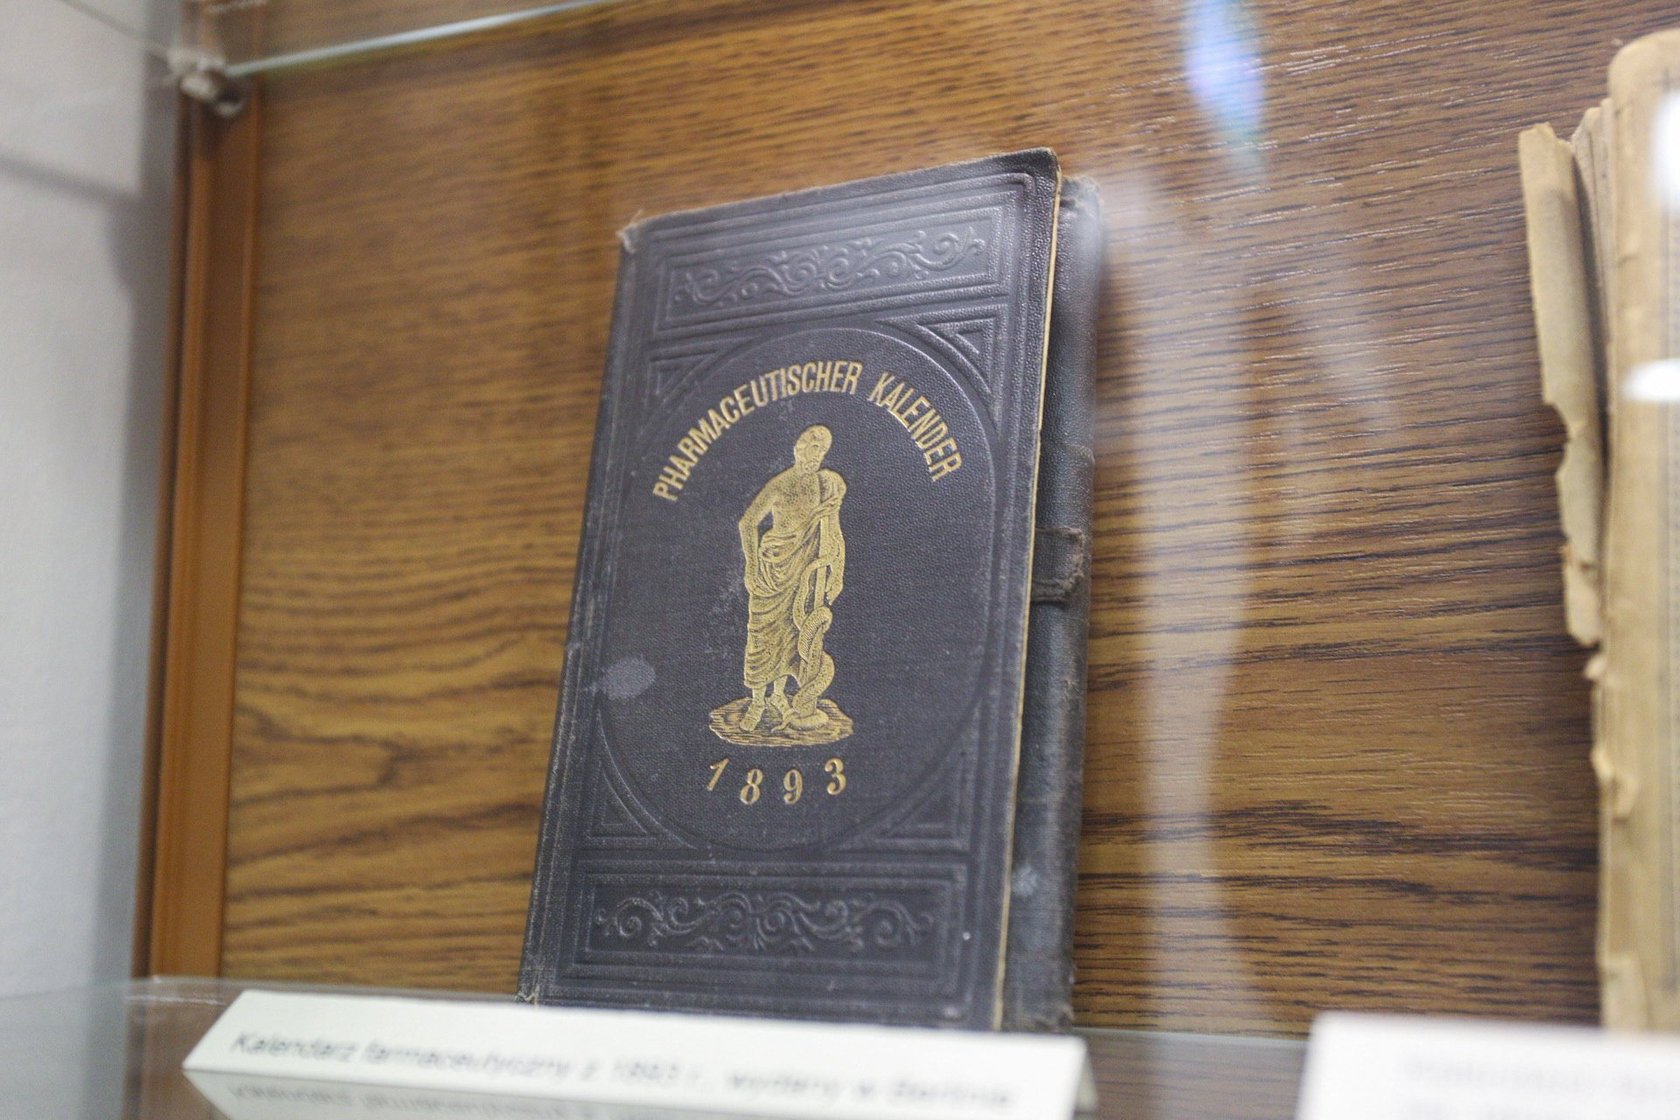 PHARMACEUTISCHER KALENDER
1893
Kalendarz farmaceutyczny z 1893 r., wydany w Berlinie